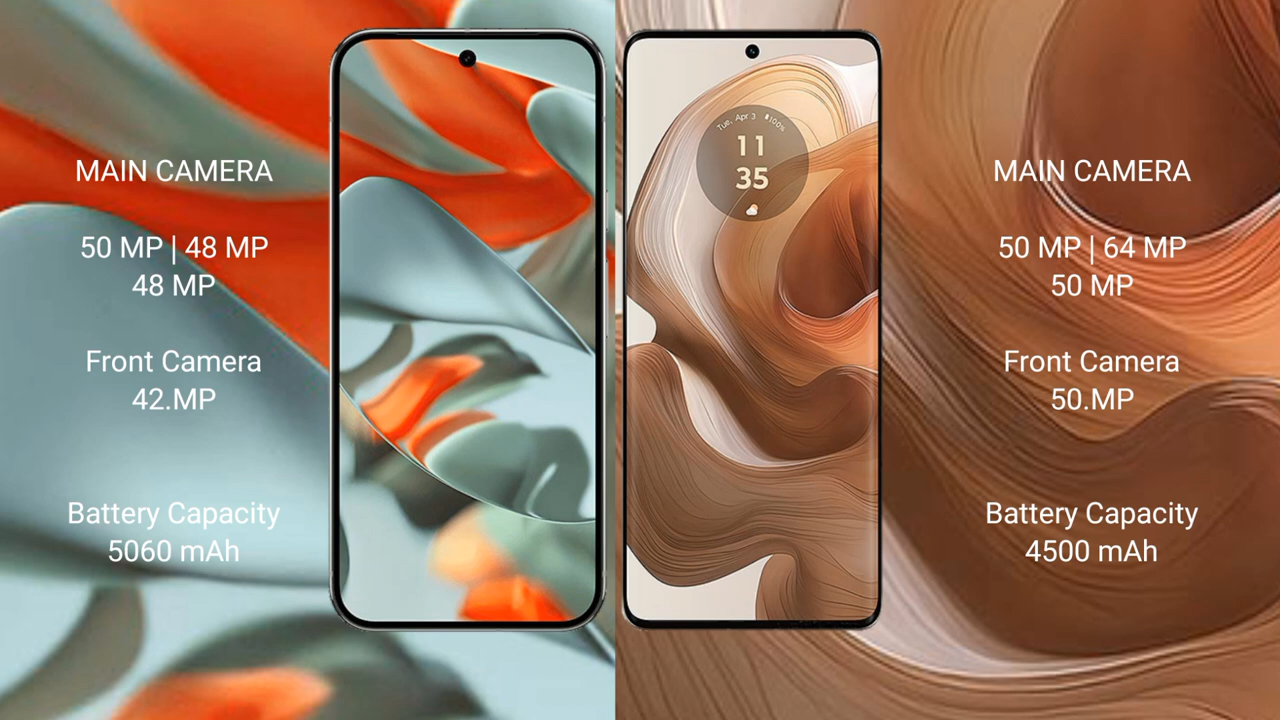 MAIN CAMERA
50 MP | 48 MP
48 MP
Front Camera
42.MP
Battery Capacity
5060 mAh
Tue, Apr 3 100%
11
35
MAIN CAMERA
50 MP | 64 MP
50 MP
Front Camera
50.MP
Battery Capacity
4500 mAh